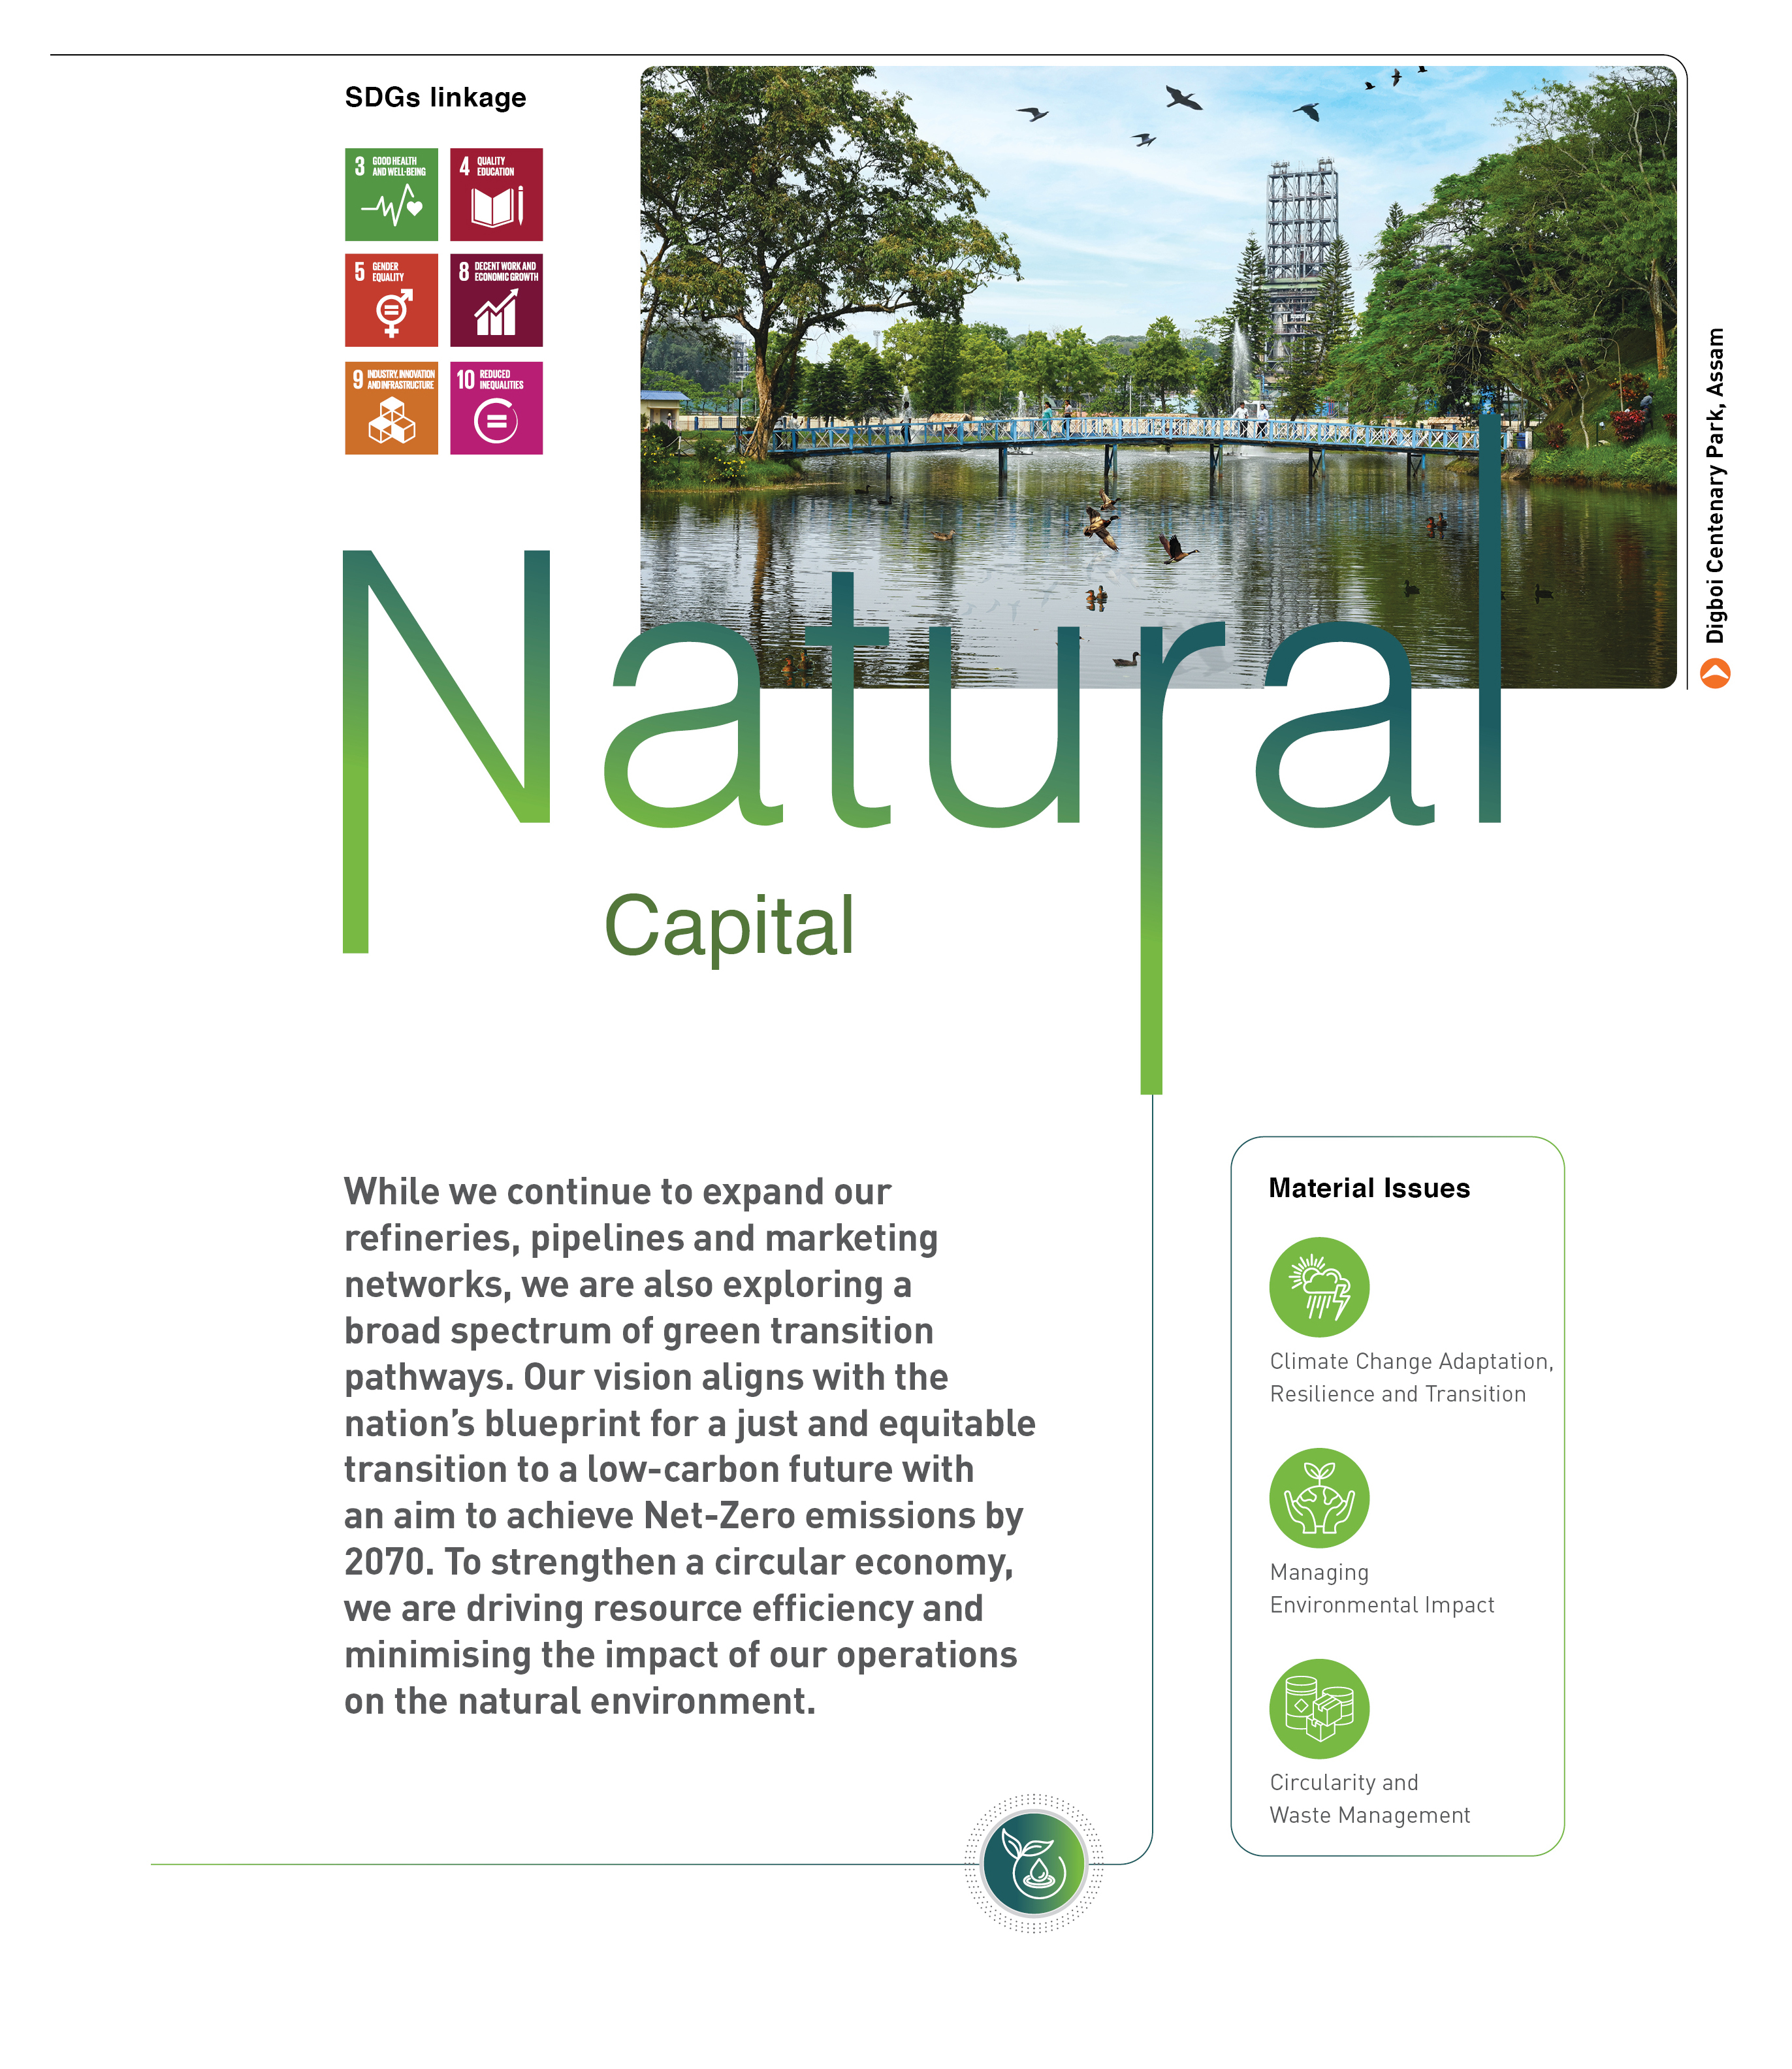 SDGs linkage
3 GOOD HEALTH
AND WELL-BEING
4 QUALITY
EDUCATION
5 GENDER
EQUALITY
8 DECENT WORK AND
ECONOMIC GROWTH
9 INDUSTRY, INNOVATION
AND INFRASTRUCTURE
10 REDUCED
INEQUALITIES
Digboi Centenary Park, Assam
Natural
Capital
While we continue to expand our
refineries, pipelines and marketing
networks, we are also exploring a
broad spectrum of green transition
pathways. Our vision aligns with the
nation’s blueprint for a just and equitable
transition to a low-carbon future with
an aim to achieve Net-Zero emissions by
2070. To strengthen a circular economy,
we are driving resource efficiency and
minimising the impact of our operations
on the natural environment.
Material Issues
Climate Change Adaptation,
Resilience and Transition
Managing
Environmental Impact
Circularity and
Waste Management